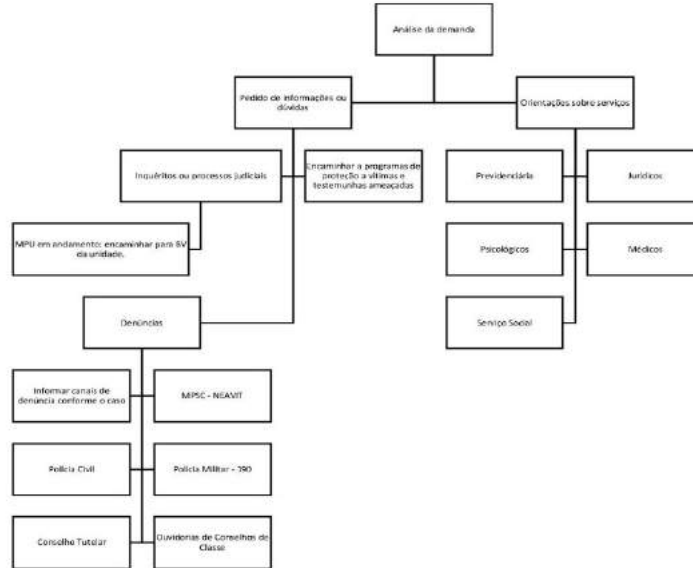 Análise da demanda
Pedido de informações ou
dúvidas
Orientações sobre serviços
Inquéritos ou processos judiciais
Encaminhar a programas de
proteção a vítimas e
testemunhas ameaçadas
Previdenciária
Jurídicos
MPU em andamento: encaminhar para BV
da unidade.
Psicológicos
Médicos
Denúncias
Serviço Social
Informar canais de
denúncia conforme o caso
MPSC - NEAVIT
Polícia Civil
Polícia Militar - 190
Conselho Tutelar
Ouvidorias de Conselhos de
Classe